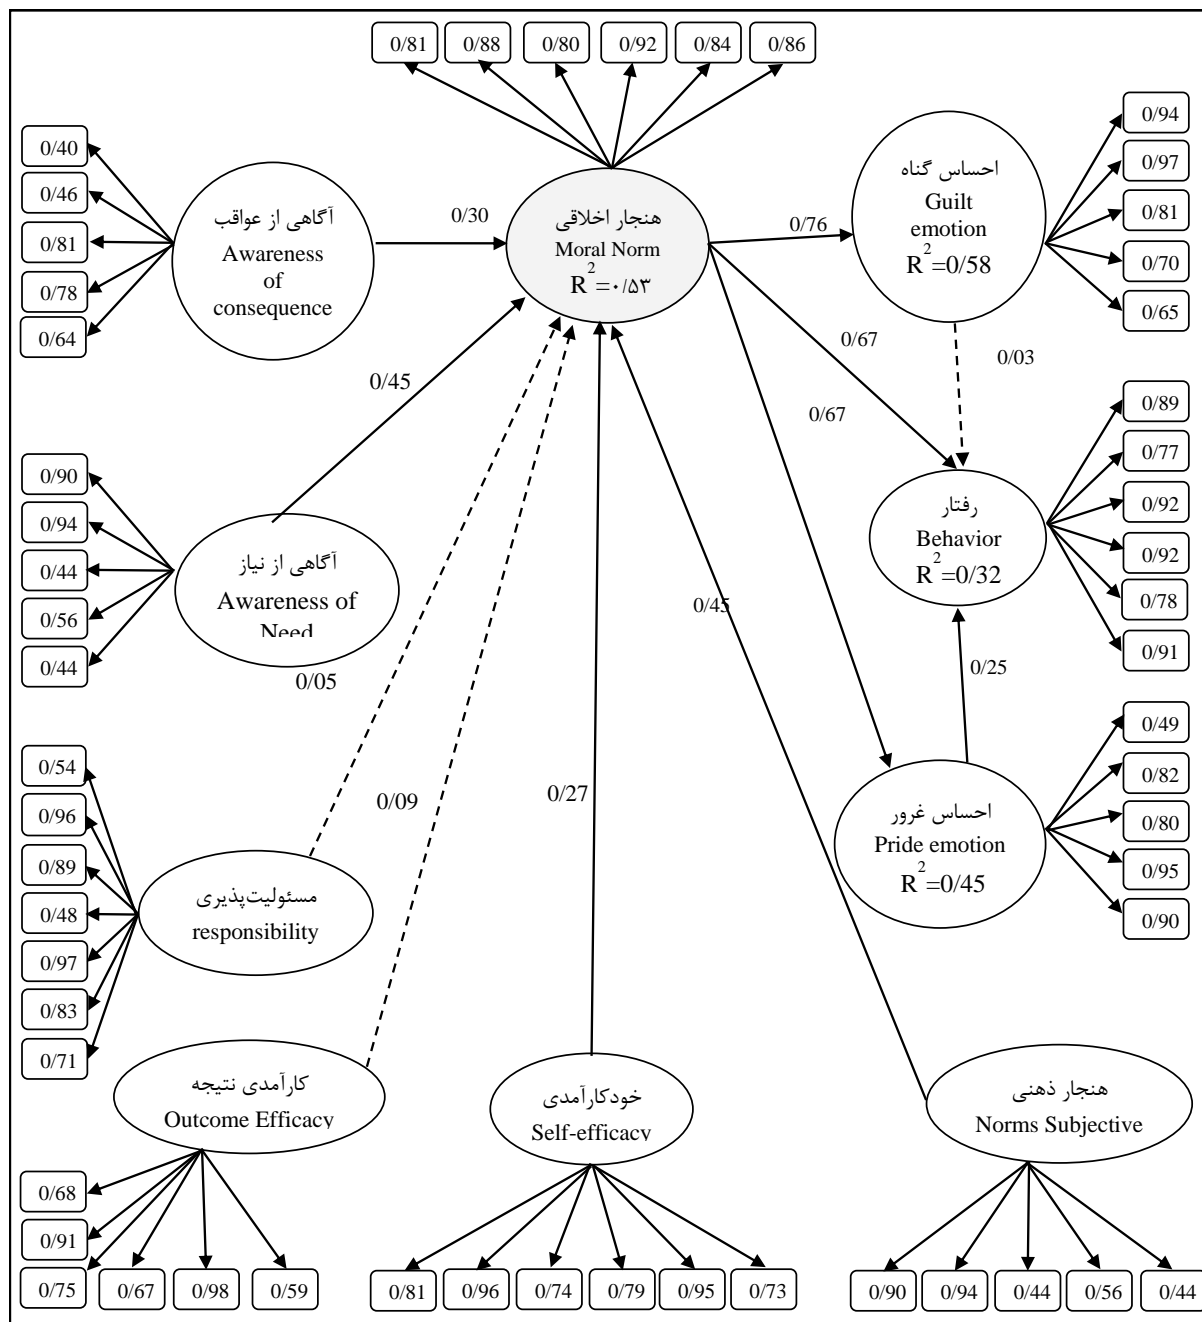 0/81 0/88 0/80 0/92 0/84 0/86
0/40
0/46
0/81
0/78
0/64
آگاهی از عواقب
Awareness
of
consequence
0/30
هنجار اخلاقی
Moral Norm
R²=۰/۵۳
0/76
احساس گناه
Guilt
emotion
R²=0/58
0/94
0/97
0/81
0/70
0/65
0/45
0/67
0/67
0/03
0/90
0/94
0/44
0/56
0/44
آگاهی از نیاز
Awareness of
Need
0/05
رفتار
Behavior
R²=0/32
0/89
0/77
0/92
0/92
0/78
0/91
0/45
0/25
0/54
0/96
0/89
0/48
0/97
0/83
0/71
مسئولیت‌پذیری
responsibility
0/09
0/27
احساس غرور
Pride emotion
R²=0/45
0/49
0/82
0/80
0/95
0/90
کارآمدی نتیجه
Outcome Efficacy
خودکارآمدی
Self-efficacy
هنجار ذهنی
Norms Subjective
0/68
0/91
0/75 0/67 0/98 0/59
0/81 0/96 0/74 0/79 0/95 0/73
0/90 0/94 0/44 0/56 0/44